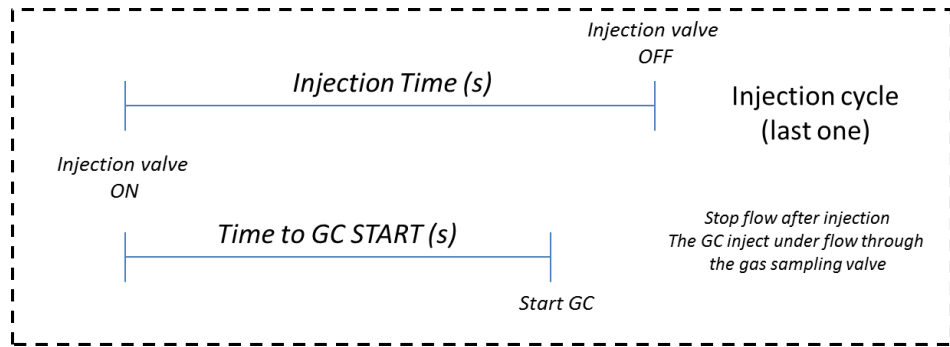 Injection valve
OFF
Injection Time (s)
Injection cycle
(last one)
Injection valve
ON
Time to GC START (s)
Stop flow after injection
The GC inject under flow through
the gas sampling valve
Start GC